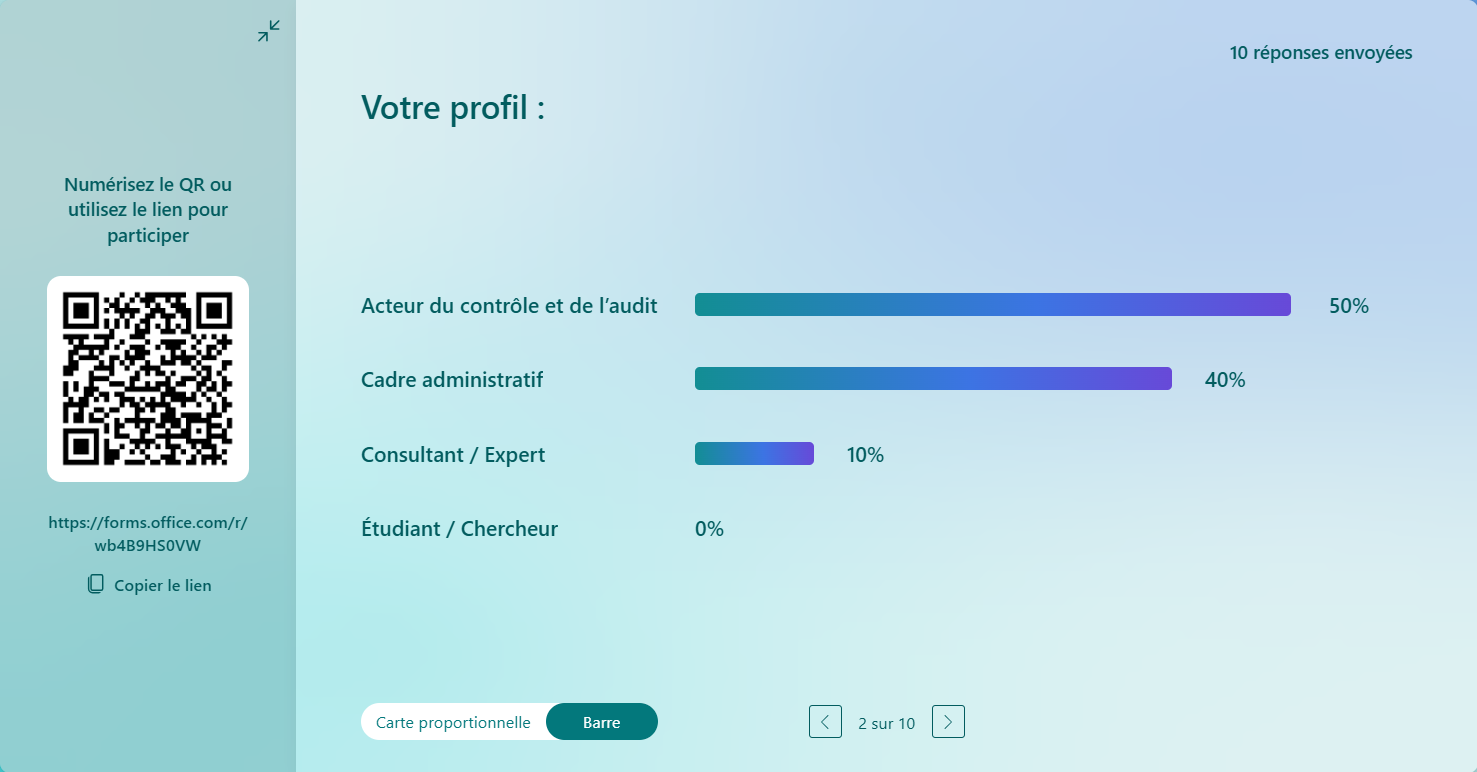 Numérisez le QR ou
utilisez le lien pour
participer
https://forms.office.com/r/
wb4B9HS0VW
Copier le lien
10 réponses envoyées
Votre profil :
Acteur du contrôle et de l’audit 50%
Cadre administratif 40%
Consultant / Expert 10%
Étudiant / Chercheur 0%
Carte proportionnelle Barre 2 sur 10